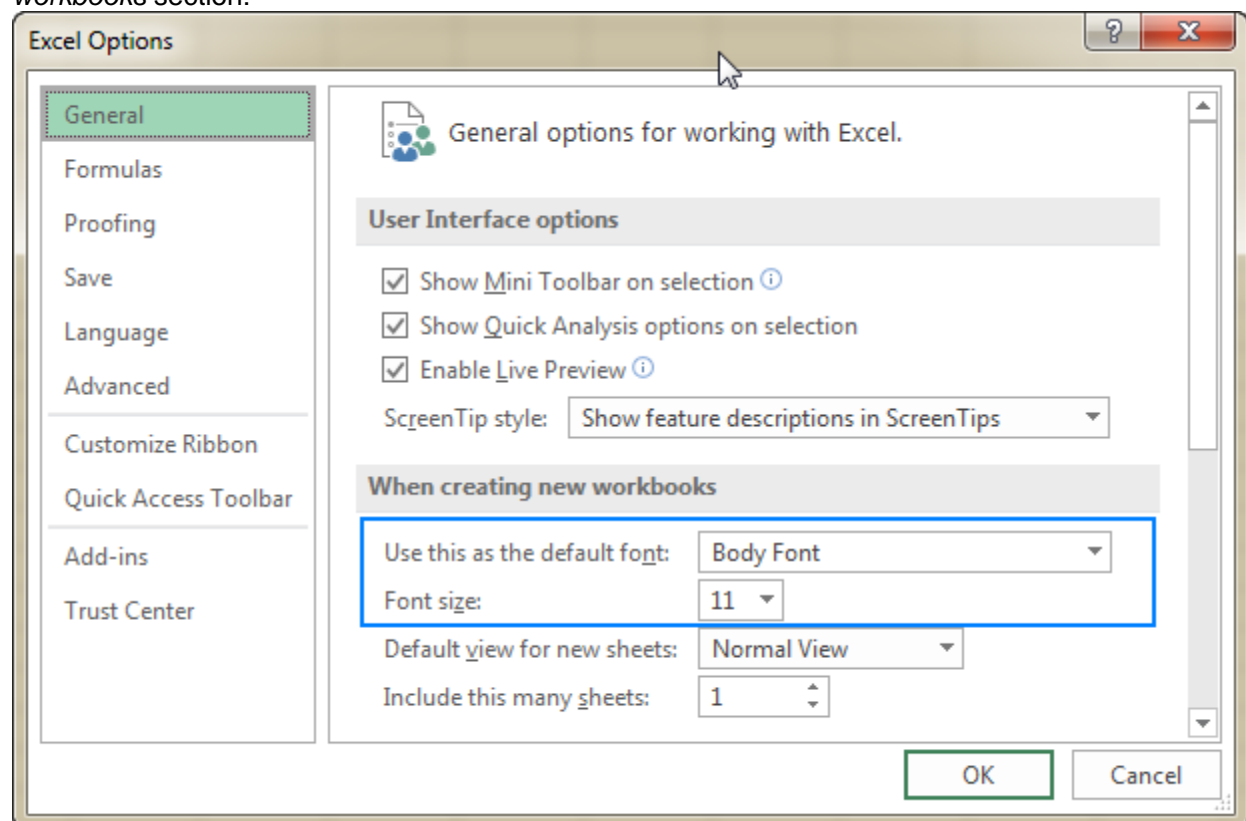 workbooks section.
Excel Options
?
General
Formulas
Proofing
Save
Language
Advanced
Customize Ribbon
Quick Access Toolbar
Add-ins
Trust Center
General options for working with Excel.
User Interface options
Show Mini Toolbar on selection
Show Quick Analysis options on selection
Enable Live Preview
ScreenTip style: Show feature descriptions in ScreenTips
When creating new workbooks
Use this as the default font: Body Font
Font size: 11
Default view for new sheets: Normal View
Include this many sheets: 1
OK Cancel